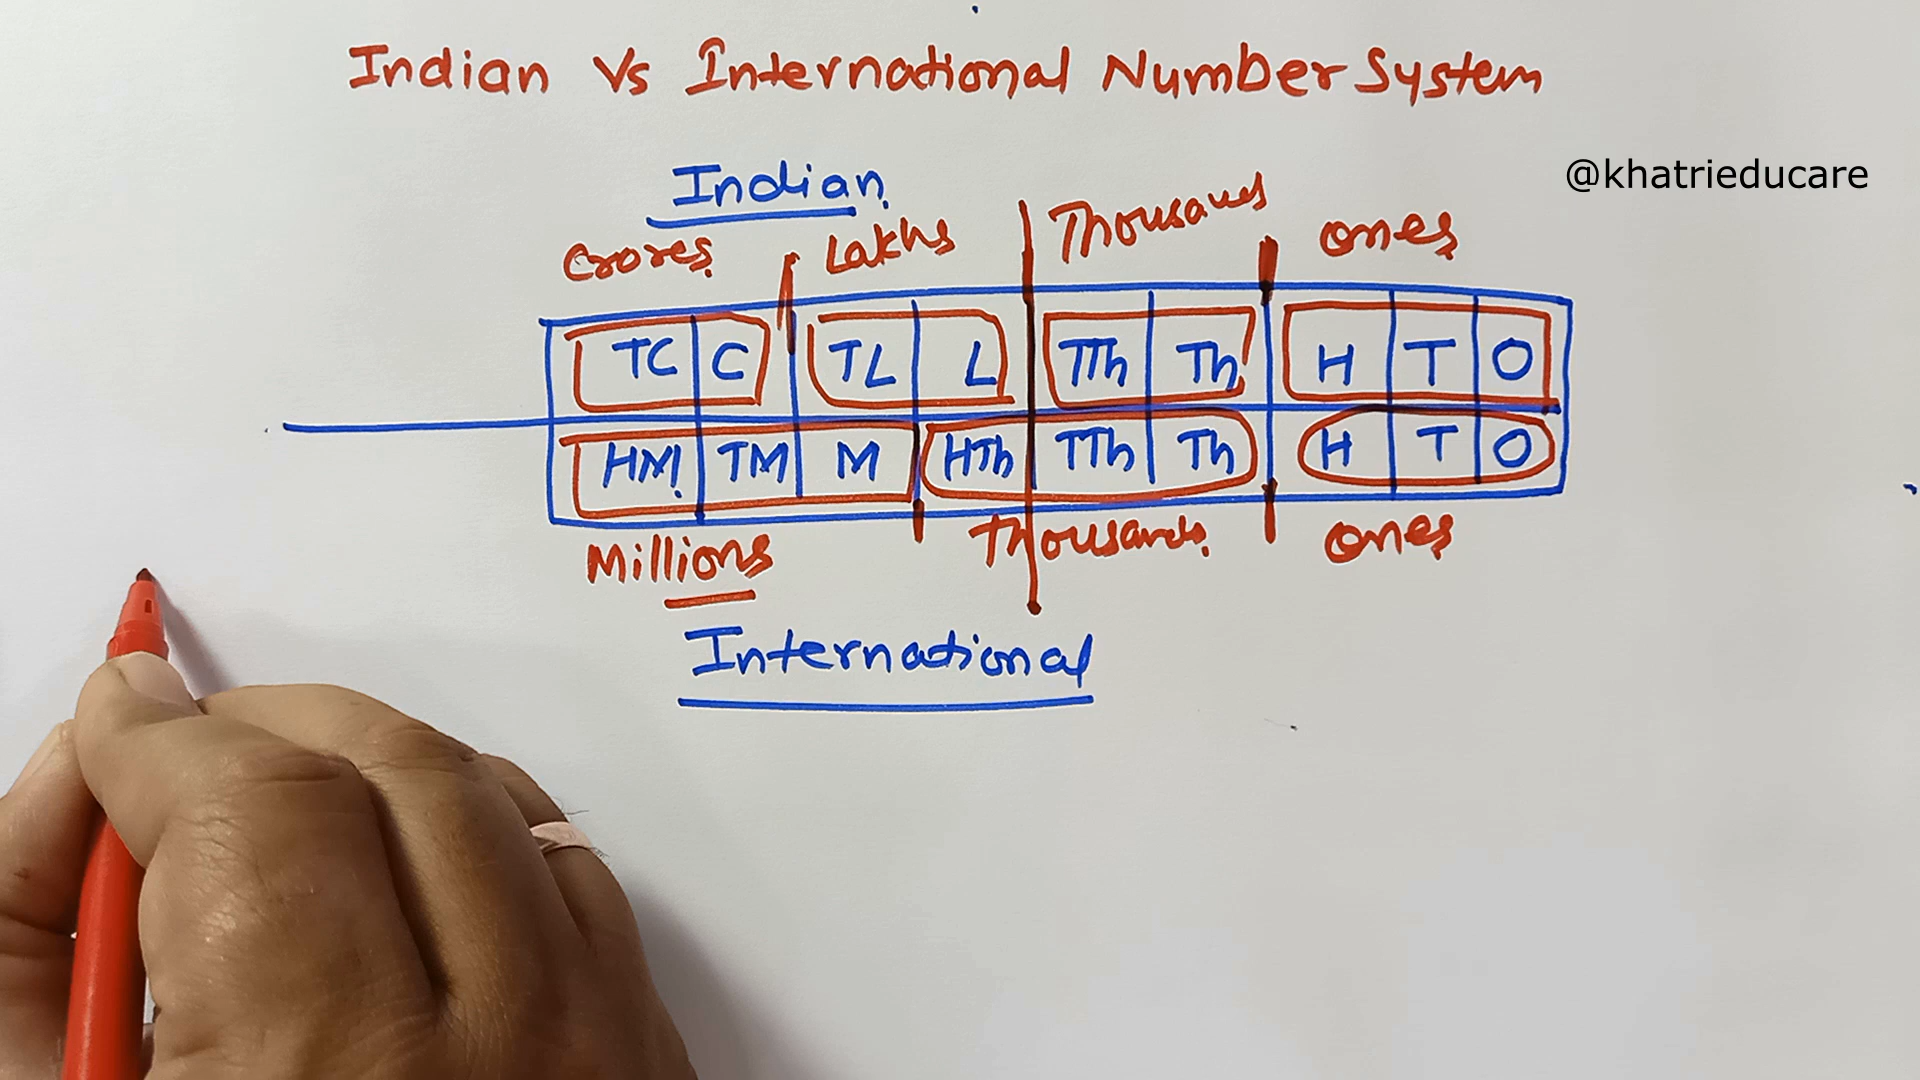 Indian Vs International Number System
@khatrieducare
Indian
Crores Lakhs Thousands ones
TC C TL L TTh Th H T O
HM TM M HTh TTh Th H T O
Millions Thousands ones
International